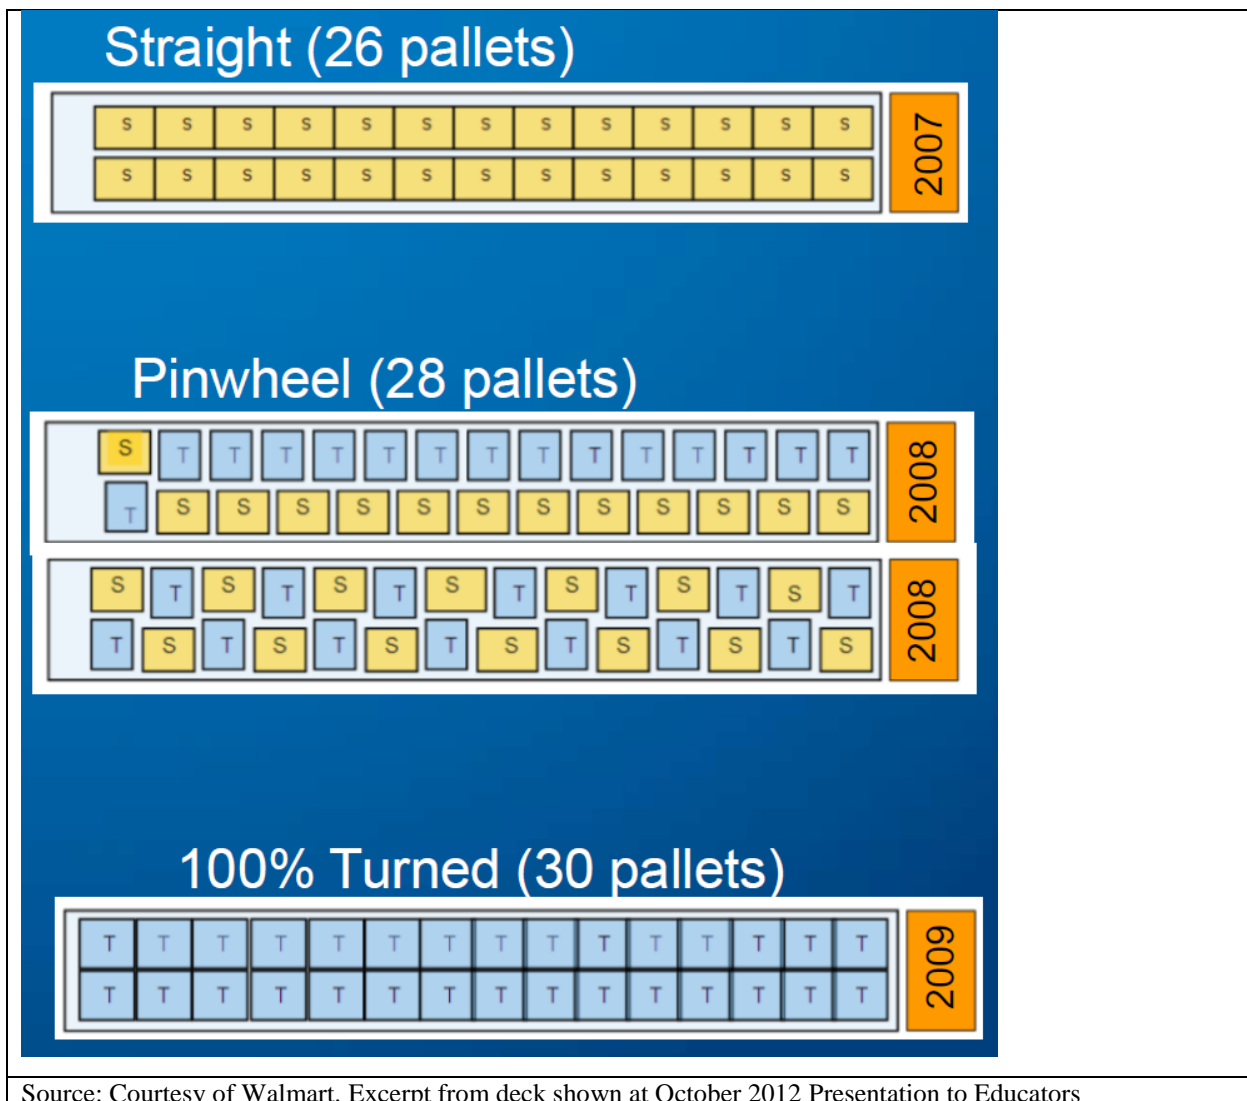 Straight (26 pallets)
S S S S S S S S S S S S S
S S S S S S S S S S S S S
2007
Pinwheel (28 pallets)
S T T T T T T T T T T T T T T
T S S S S S S S S S S S S
2008
S T S T S T S T S T S T S T
T S T S T S T S T S T S T S
2008
100% Turned (30 pallets)
T T T T T T T T T T T T T T T
T T T T T T T T T T T T T T T
2009
Source: Courtesy of Walmart. Excerpt from deck shown at October 2012 Presentation to Educators